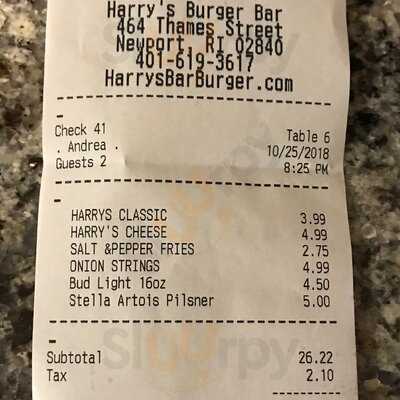 Harry's Burger Bar
464 Thames Street
Newport, RI 02840
401-619-3617
HarrysBarBurger.com
Check 41 Table 6
. Andrea . 10/25/2018
Guests 2 8:25 PM
HARRYS CLASSIC 3.99
HARRY'S CHEESE 4.99
SALT &PEPPER FRIES 2.75
ONION STRINGS 4.99
Bud Light 16oz 4.50
Stella Artois Pilsner 5.00
Subtotal 26.22
Tax 2.10
Sluurpy